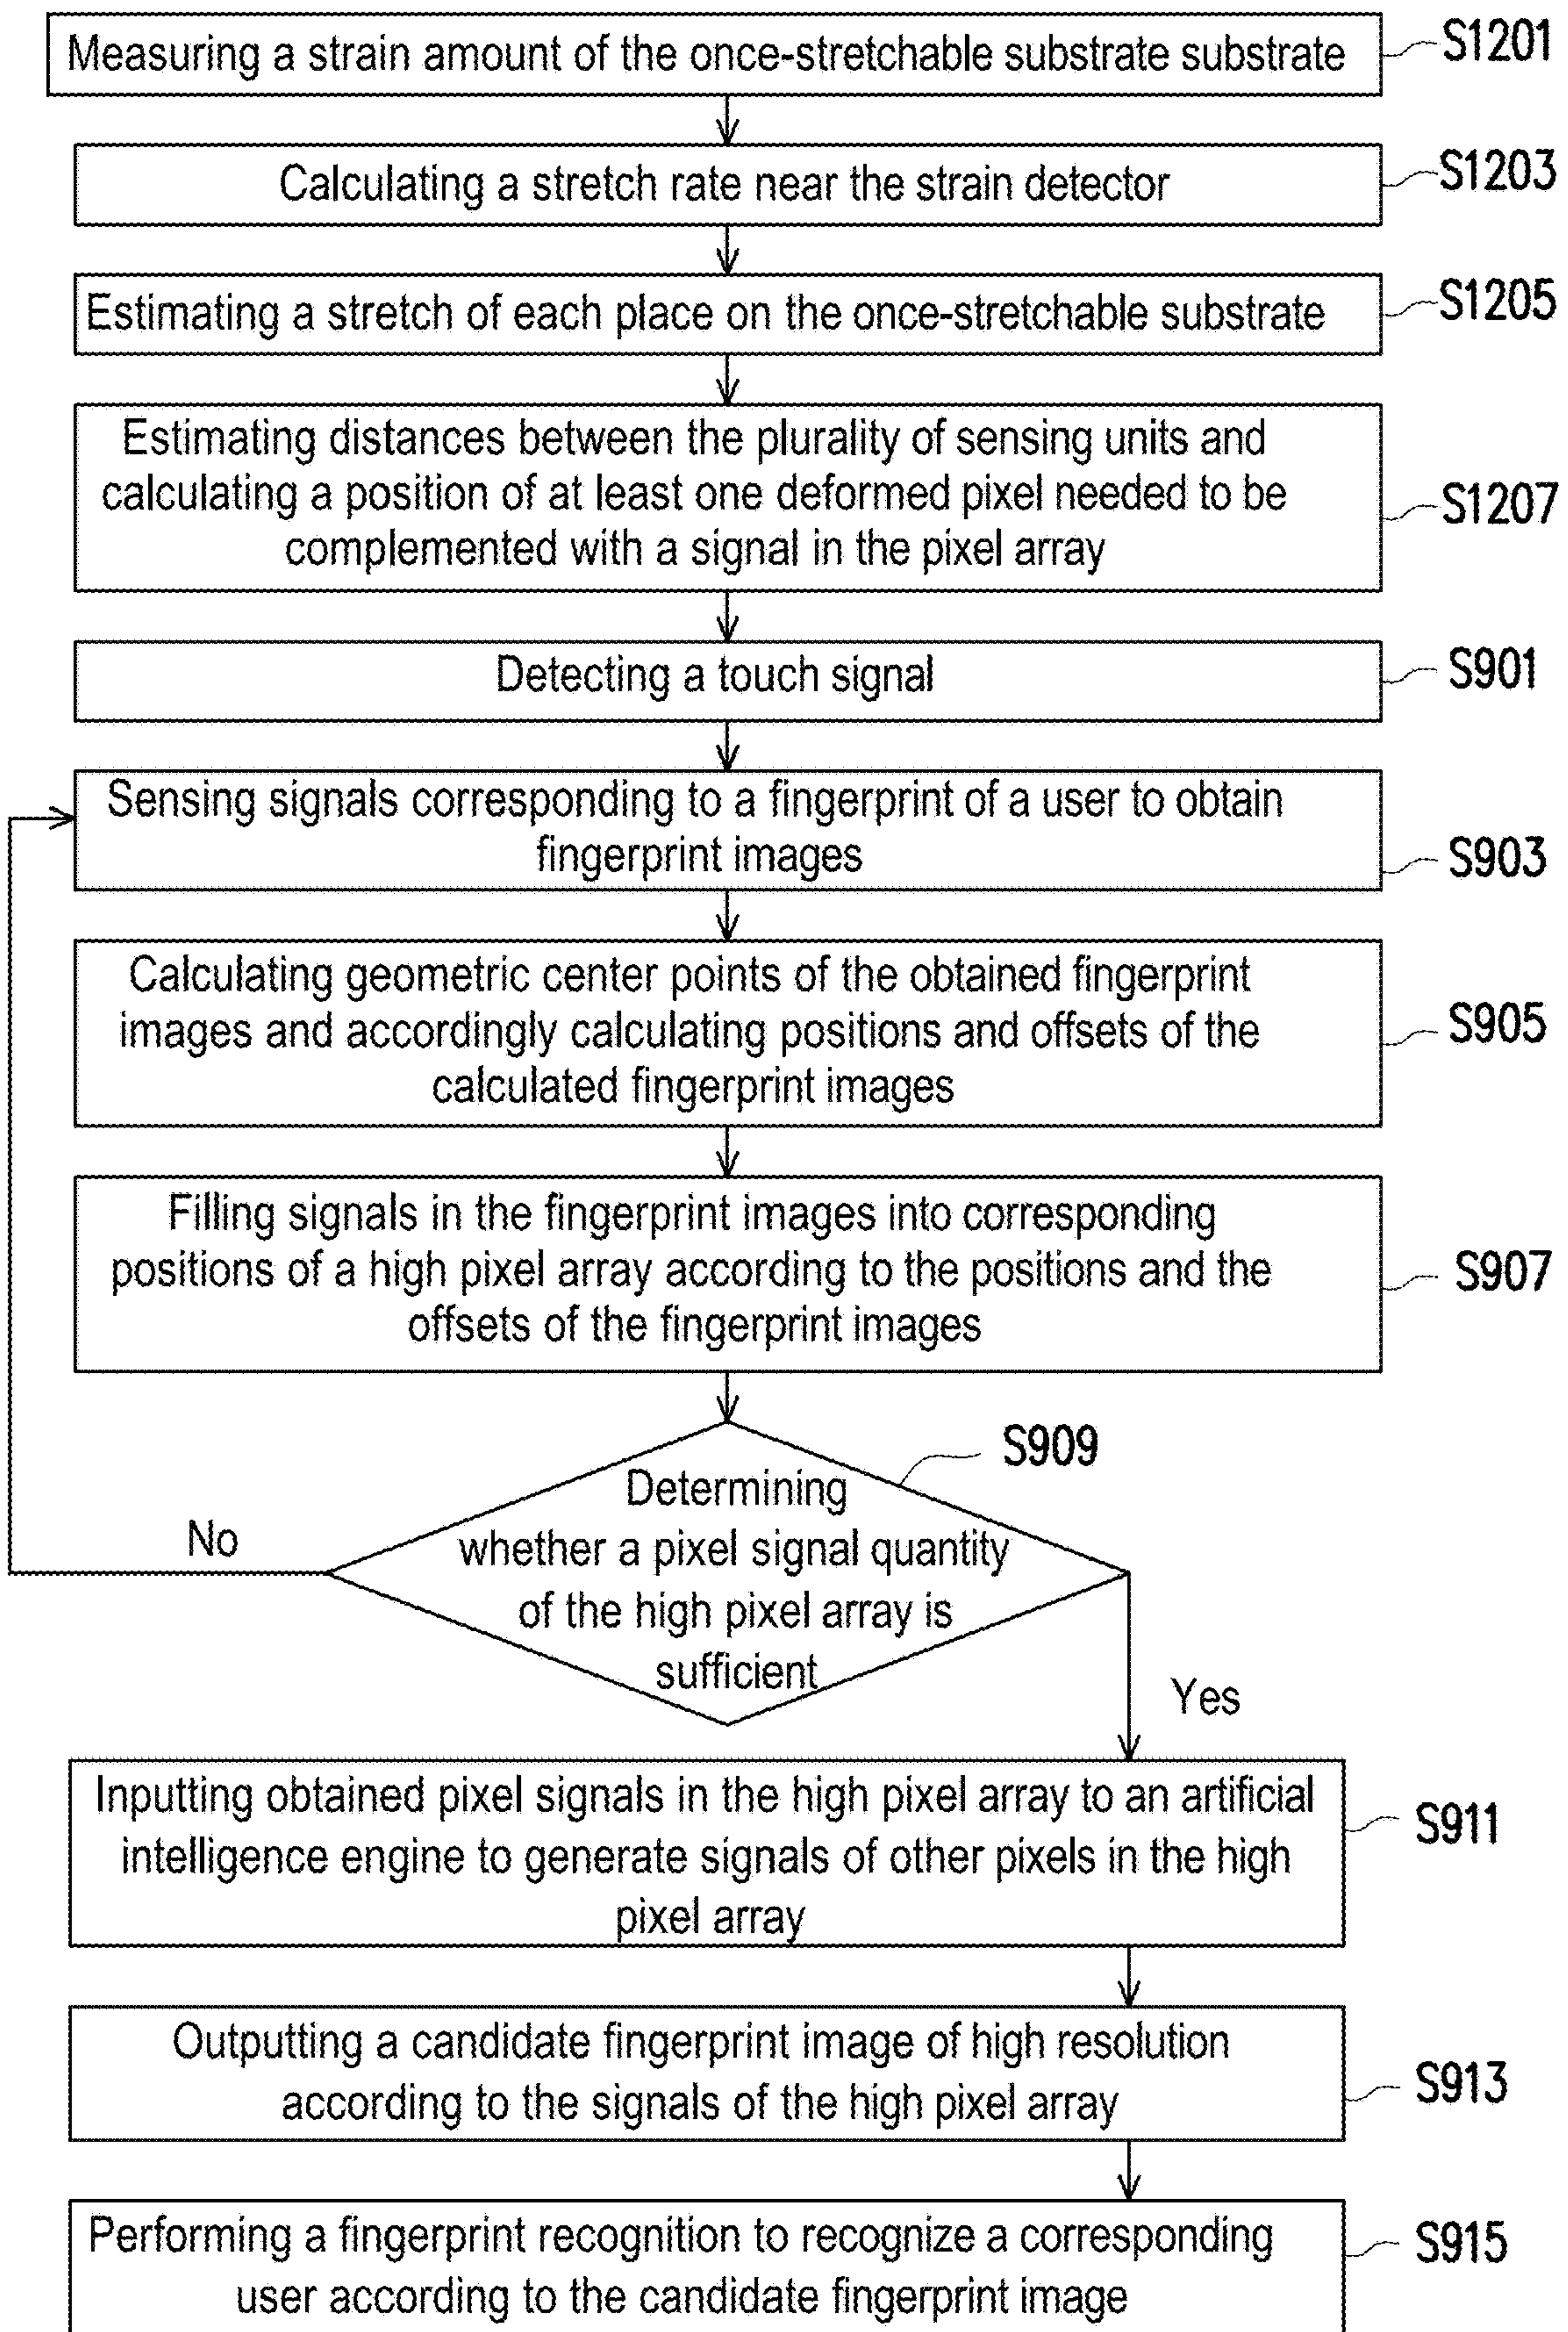 Measuring a strain amount of the once-stretchable substrate substrate
S1201
Calculating a stretch rate near the strain detector
S1203
Estimating a stretch of each place on the once-stretchable substrate
S1205
Estimating distances between the plurality of sensing units and
calculating a position of at least one deformed pixel needed to be
complemented with a signal in the pixel array
S1207
Detecting a touch signal
S901
Sensing signals corresponding to a fingerprint of a user to obtain
fingerprint images
S903
Calculating geometric center points of the obtained fingerprint
images and accordingly calculating positions and offsets of the
calculated fingerprint images
S905
Filling signals in the fingerprint images into corresponding
positions of a high pixel array according to the positions and the
offsets of the fingerprint images
S907
S909
Determining
whether a pixel signal quantity
of the high pixel array is
sufficient
No
Yes
Inputting obtained pixel signals in the high pixel array to an artificial
intelligence engine to generate signals of other pixels in the high
pixel array
S911
Outputting a candidate fingerprint image of high resolution
according to the signals of the high pixel array
S913
Performing a fingerprint recognition to recognize a corresponding
user according to the candidate fingerprint image
S915